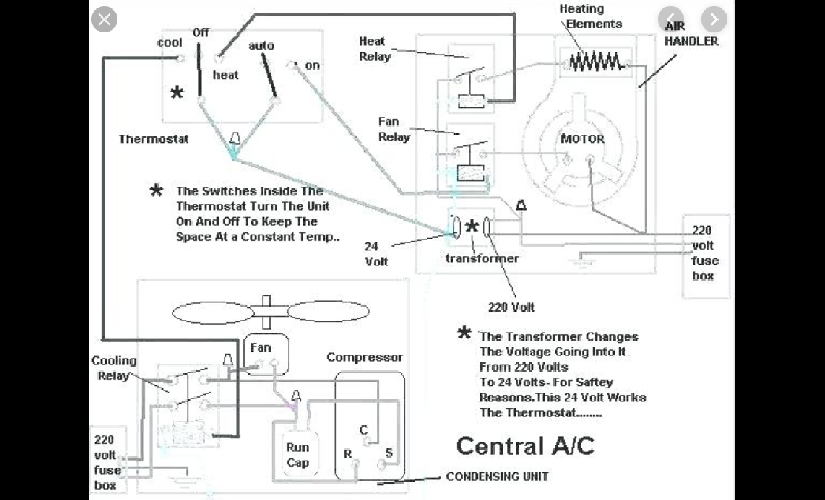 Off
cool
heat
auto
on
*
Thermostat
Heat
Relay
Fan
Relay
Heating
Elements
AIR
HANDLER
MOTOR
* The Switches Inside The
Thermostat Turn The Unit
On And Off To Keep The
Space At a Constant Temp..
24
Volt
*
transformer
220 Volt
220
volt
fuse
box
* The Transformer Changes
The Voltage Going Into It
From 220 Volts
To 24 Volts- For Saftey
Reasons.This 24 Volt Works
The Thermostat........
Fan
Compressor
Cooling
Relay
C
R
S
Run
Cap
220
volt
fuse
box
Central A/C
CONDENSING UNIT